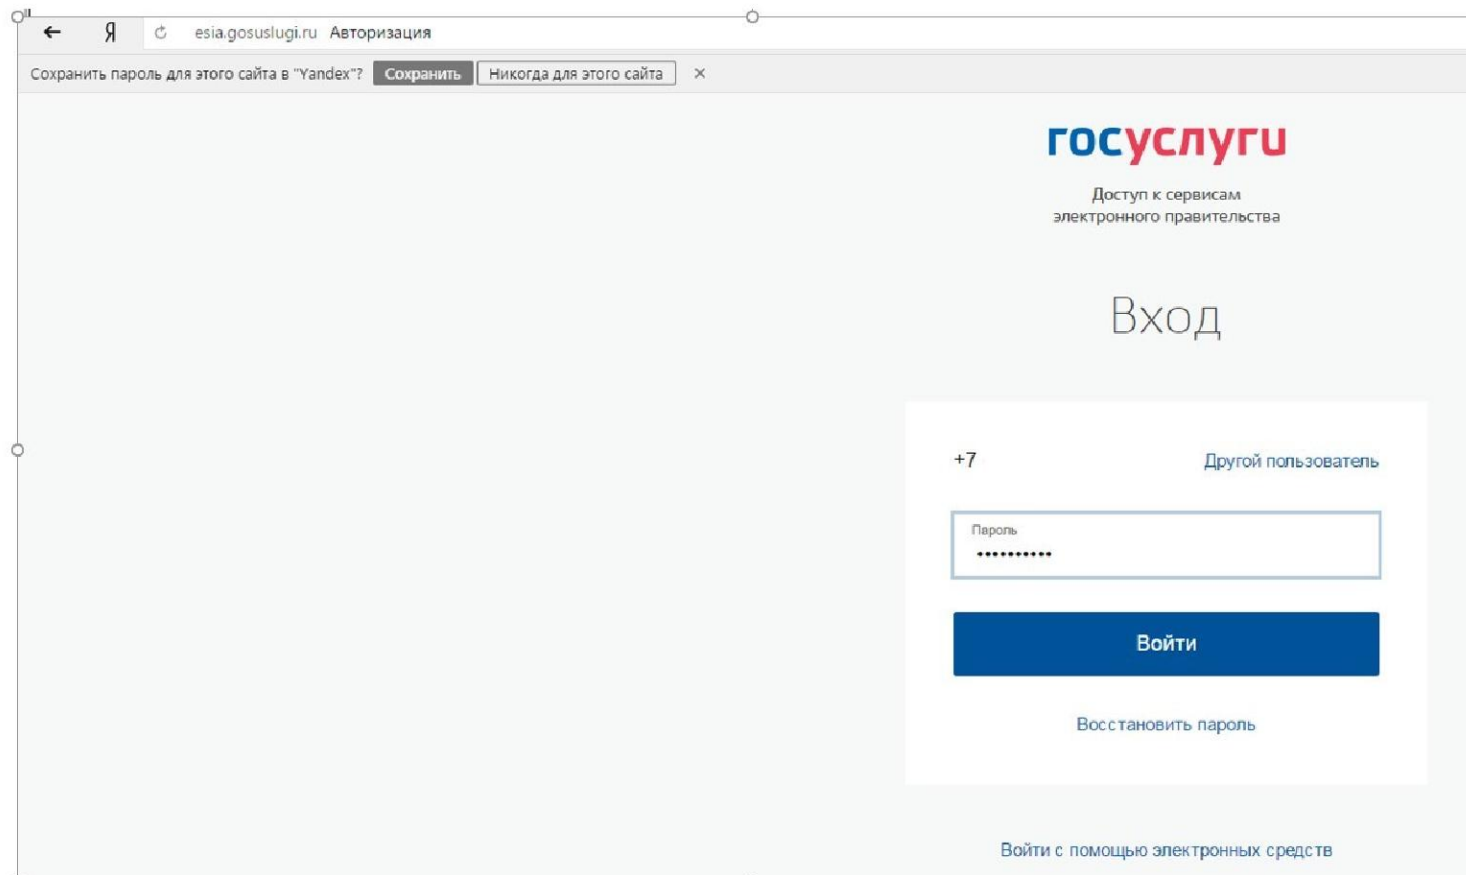 Я esia.gosuslugi.ru Авторизация
Сохранить пароль для этого сайта в "Yandex"? Сохранить Никогда для этого сайта ×
госуслуги
Доступ к сервисам
электронного правительства
Вход
+7 Другой пользователь
Пароль
••••••••••
Войти
Восстановить пароль
Войти с помощью электронных средств